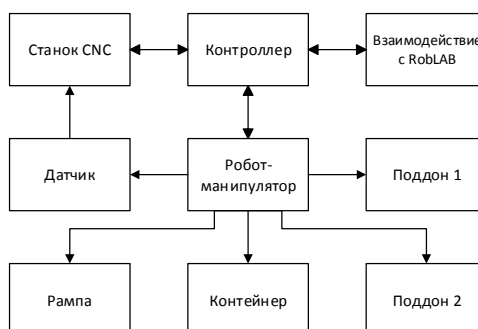 Станок CNC
Контроллер
Взаимодействие
с RobLAB
Датчик
Робот-
манипулятор
Поддон 1
Рампа
Контейнер
Поддон 2